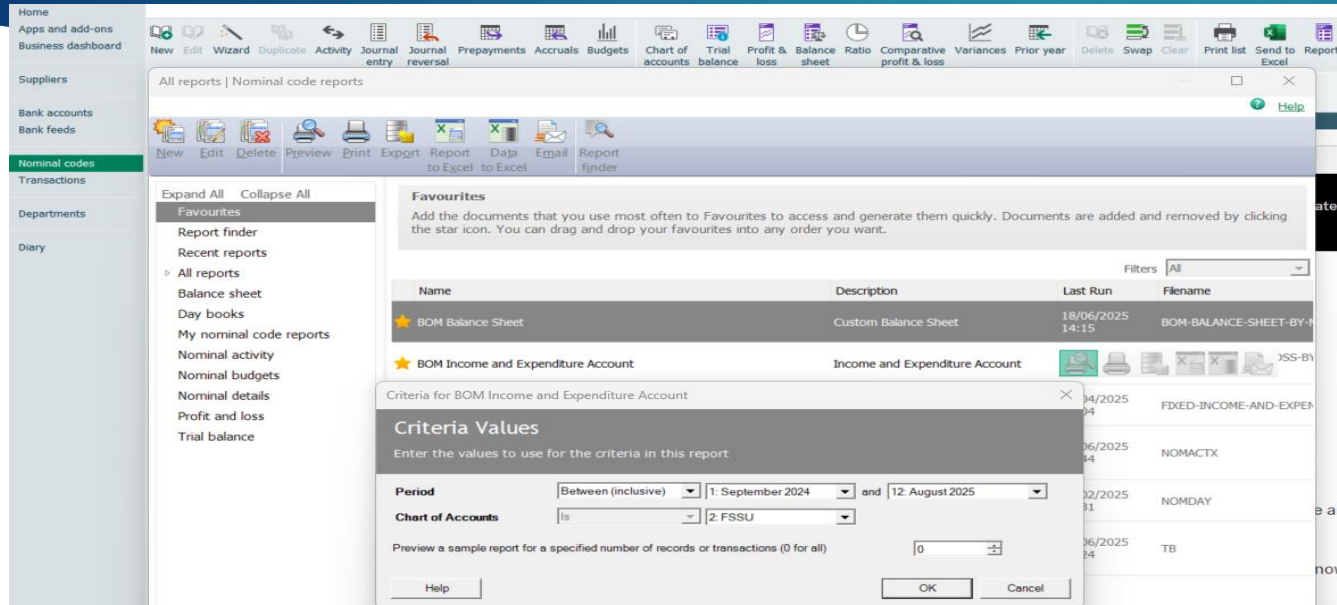 Home
Apps and add-ons
Business dashboard
Suppliers
Bank accounts
Bank feeds
Nominal codes
Transactions
Departments
Diary
New Edit Wizard Duplicate Activity Journal entry Journal reversal Prepayments Accruals Budgets Chart of accounts Trial balance Profit & loss Balance sheet Ratio Comparative profit & loss Variances Prior year Delete Swap Clear Print list Send to Excel Report
All reports | Nominal code reports
Help
New Edit Delete Preview Print Export Report to Excel Data to Excel Email Report finder
Expand All Collapse All
Favourites
Report finder
Recent reports
All reports
Balance sheet
Day books
My nominal code reports
Nominal activity
Nominal budgets
Nominal details
Profit and loss
Trial balance
Favourites
Add the documents that you use most often to Favourites to access and generate them quickly. Documents are added and removed by clicking
the star icon. You can drag and drop your favourites into any order you want.
Filters All
Name Description Last Run Filename
BOM Balance Sheet Custom Balance Sheet 18/06/2025 14:15 BOM-BALANCE-SHEET-BY-
BOM Income and Expenditure Account Income and Expenditure Account
04/2025 FIXED-INCOME-AND-EXPEN
06/2025 NOMACTX
02/2025 NOMDAY
06/2025 TB
Criteria for BOM Income and Expenditure Account
Criteria Values
Enter the values to use for the criteria in this report
Period Between (inclusive) 1: September 2024 and 12: August 2025
Chart of Accounts Is 2: FSSU
Preview a sample report for a specified number of records or transactions (0 for all) 0
Help OK Cancel